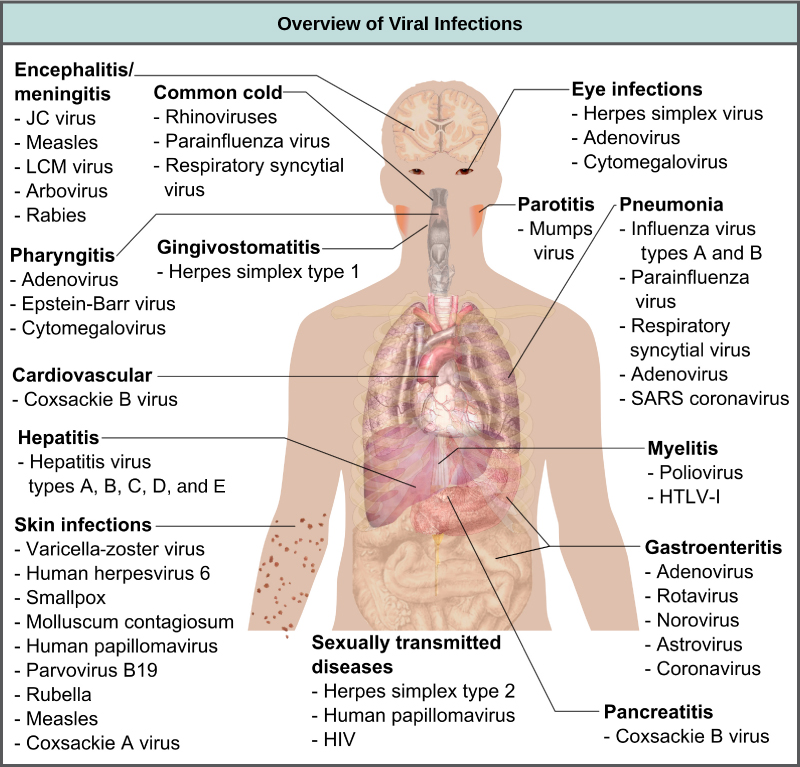 Overview of Viral Infections
Encephalitis/
meningitis
- JC virus
- Measles
- LCM virus
- Arbovirus
- Rabies
Common cold
- Rhinoviruses
- Parainfluenza virus
- Respiratory syncytial
virus
Eye infections
- Herpes simplex virus
- Adenovirus
- Cytomegalovirus
Parotitis
- Mumps
virus
Pneumonia
- Influenza virus
types A and B
- Parainfluenza
virus
- Respiratory
syncytial virus
- Adenovirus
- SARS coronavirus
Pharyngitis
- Adenovirus
- Epstein-Barr virus
- Cytomegalovirus
Gingivostomatitis
- Herpes simplex type 1
Cardiovascular
- Coxsackie B virus
Hepatitis
- Hepatitis virus
types A, B, C, D, and E
Myelitis
- Poliovirus
- HTLV-I
Skin infections
- Varicella-zoster virus
- Human herpesvirus 6
- Smallpox
- Molluscum contagiosum
- Human papillomavirus
- Parvovirus B19
- Rubella
- Measles
- Coxsackie A virus
Gastroenteritis
- Adenovirus
- Rotavirus
- Norovirus
- Astrovirus
- Coronavirus
Sexually transmitted
diseases
- Herpes simplex type 2
- Human papillomavirus
- HIV
Pancreatitis
- Coxsackie B virus